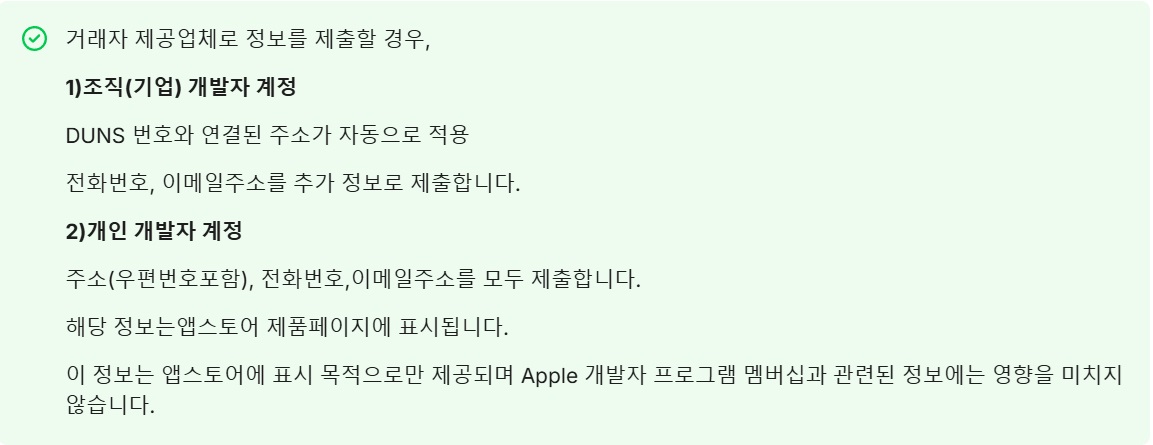 거래자 제공업체로 정보를 제출할 경우,
1)조직(기업) 개발자 계정
DUNS 번호와 연결된 주소가 자동으로 적용
전화번호, 이메일주소를 추가 정보로 제출합니다.
2)개인 개발자 계정
주소(우편번호포함), 전화번호,이메일주소를 모두 제출합니다.
해당 정보는앱스토어 제품페이지에 표시됩니다.
이 정보는 앱스토어에 표시 목적으로만 제공되며 Apple 개발자 프로그램 멤버십과 관련된 정보에는 영향을 미치지
않습니다.